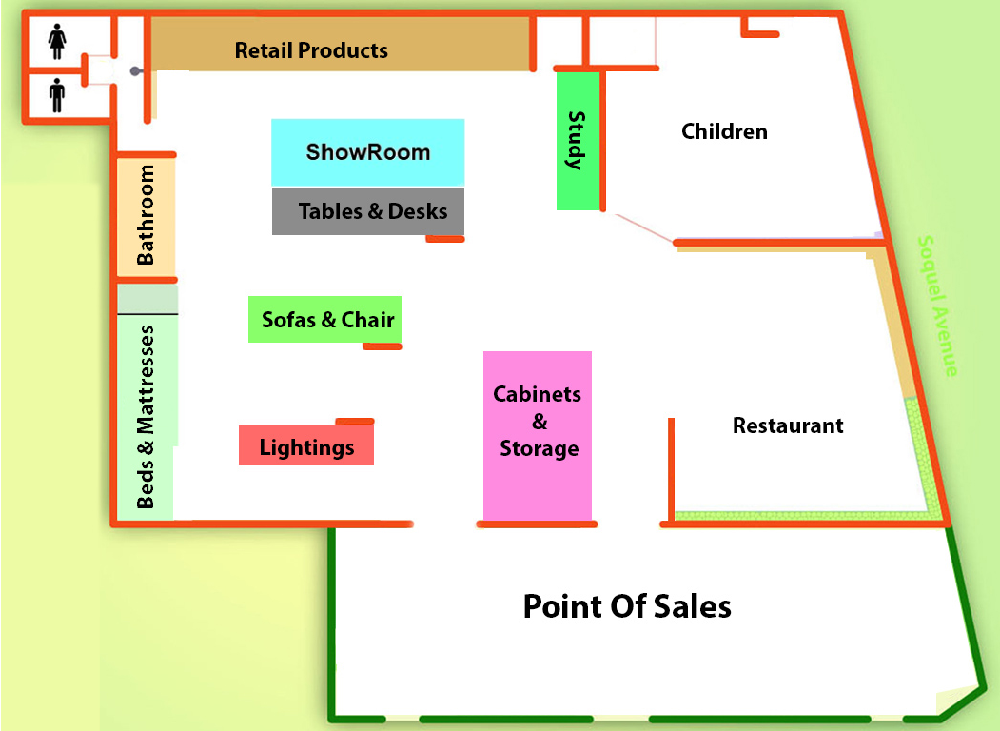 Retail Products
ShowRoom
Tables & Desks
Study
Children
Bathroom
Sofas & Chair
Beds & Mattresses
Lightings
Cabinets
&
Storage
Restaurant
Soquel Avenue
Point Of Sales